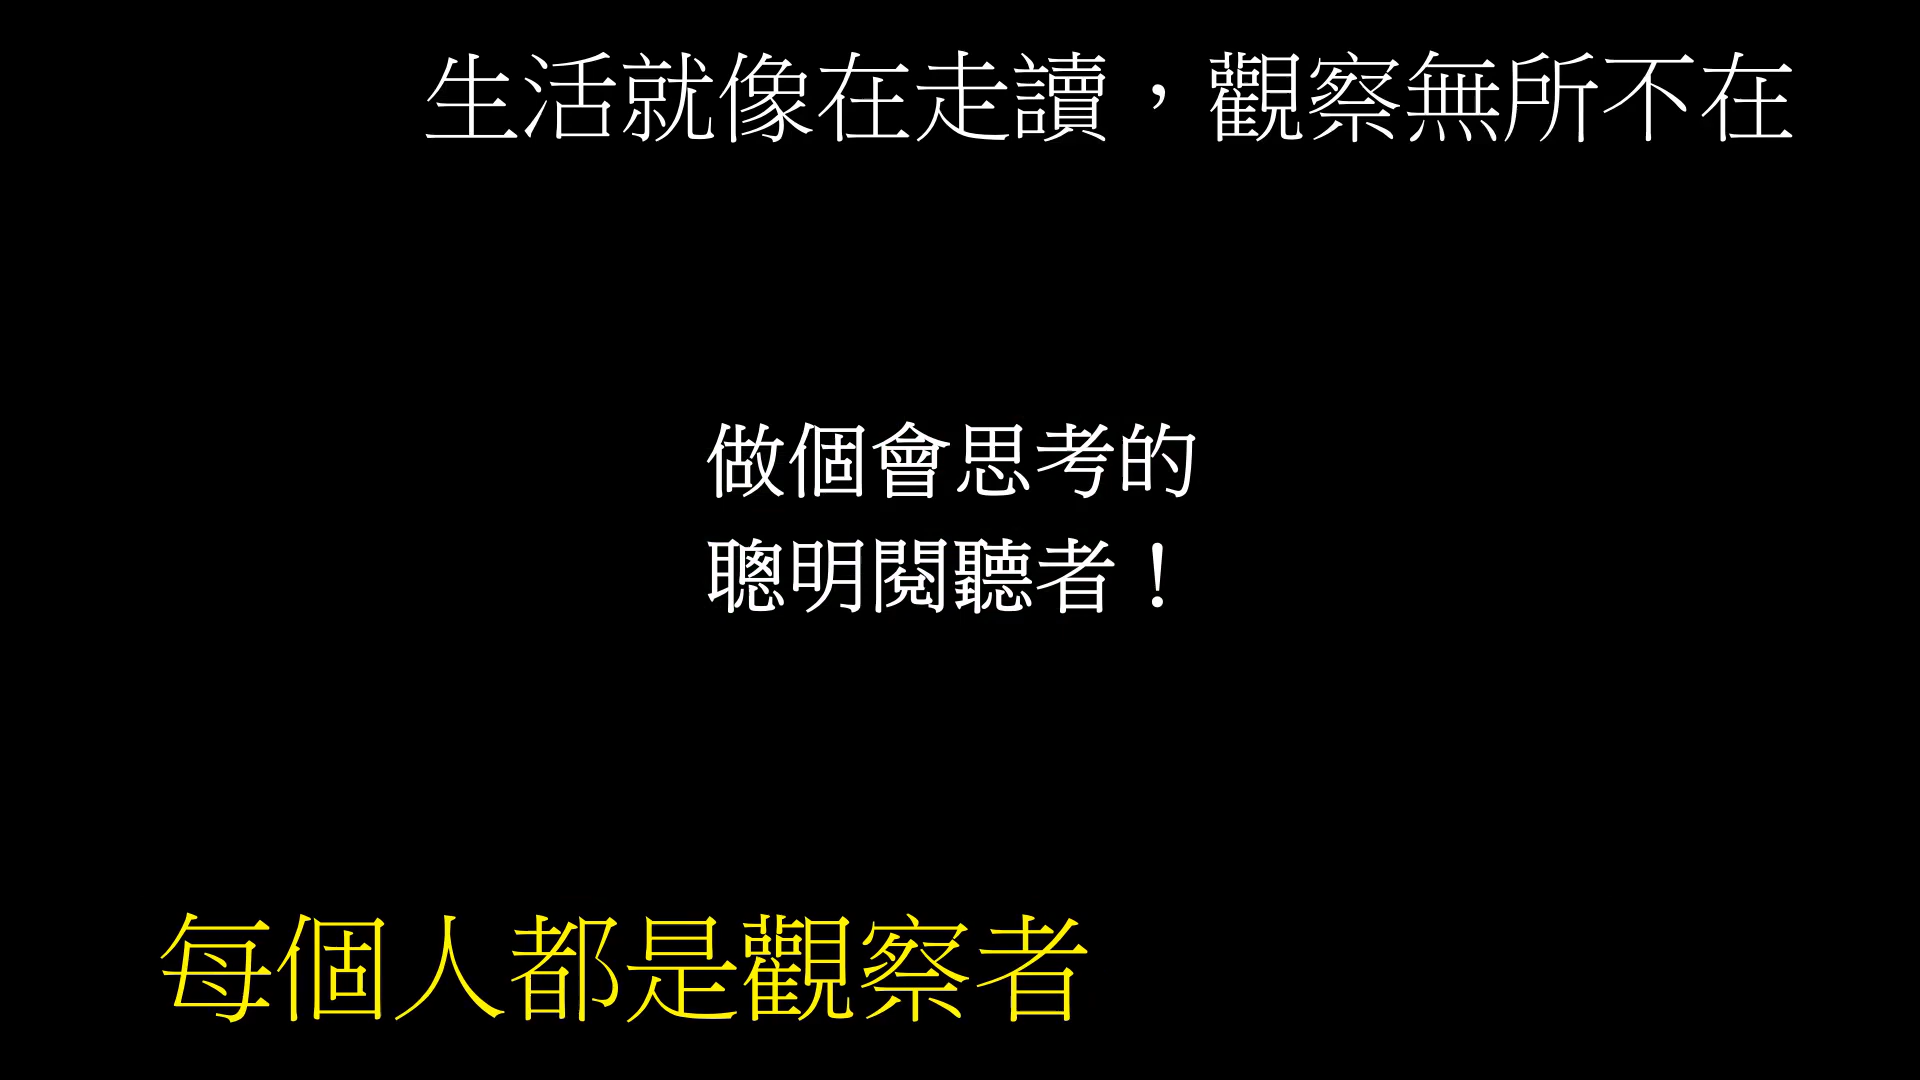 生活就像在走讀，觀察無所不在
做個會思考的
聰明閱聽者！
每個人都是觀察者